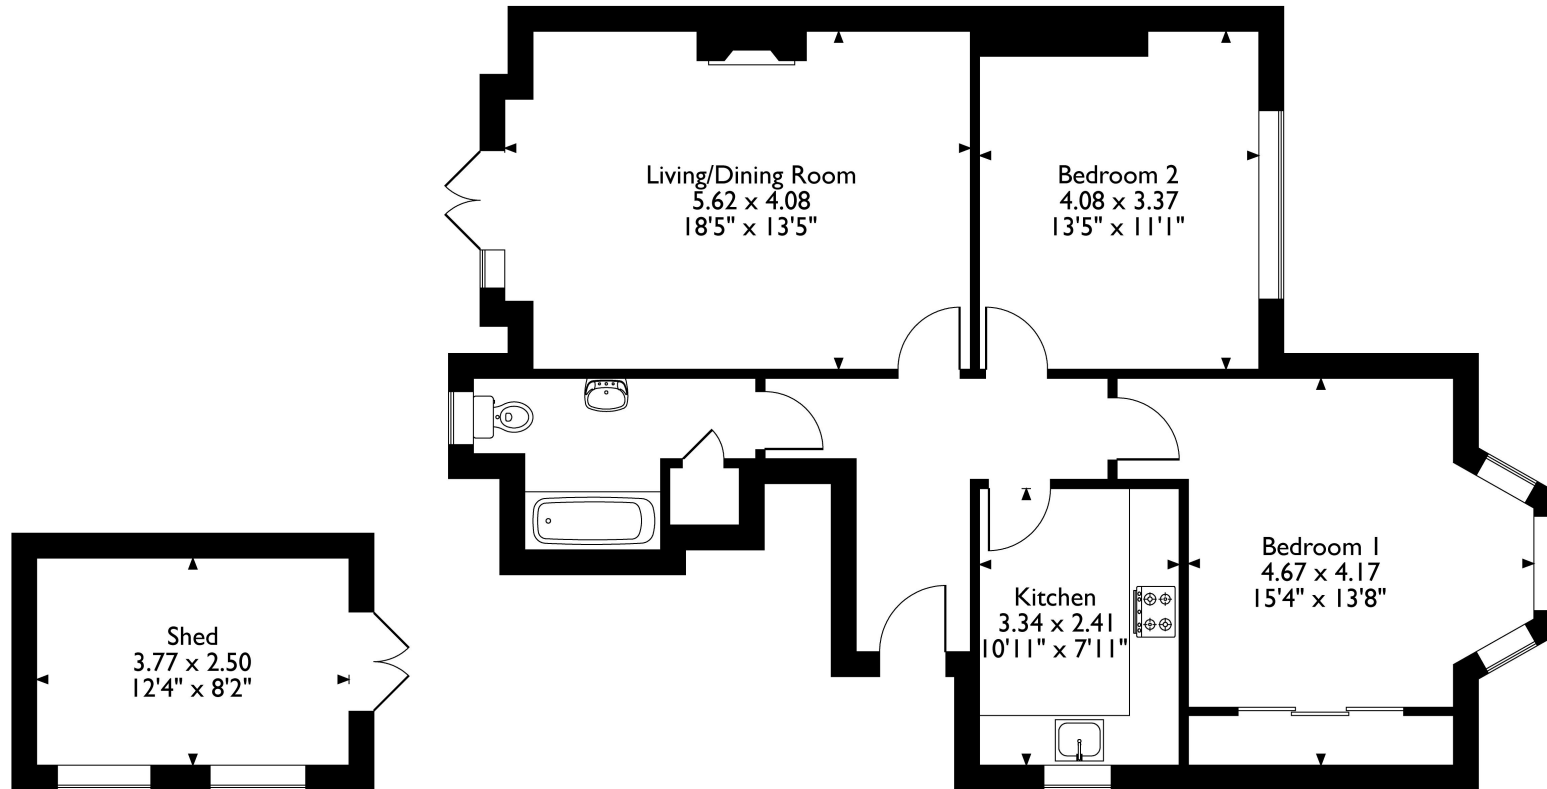 Living/Dining Room
5.62 x 4.08
18'5" x 13'5"
Bedroom 2
4.08 x 3.37
13'5" x 11'1"
Bedroom 1
4.67 x 4.17
15'4" x 13'8"
Kitchen
3.34 x 2.41
10'11" x 7'11"
Shed
3.77 x 2.50
12'4" x 8'2"